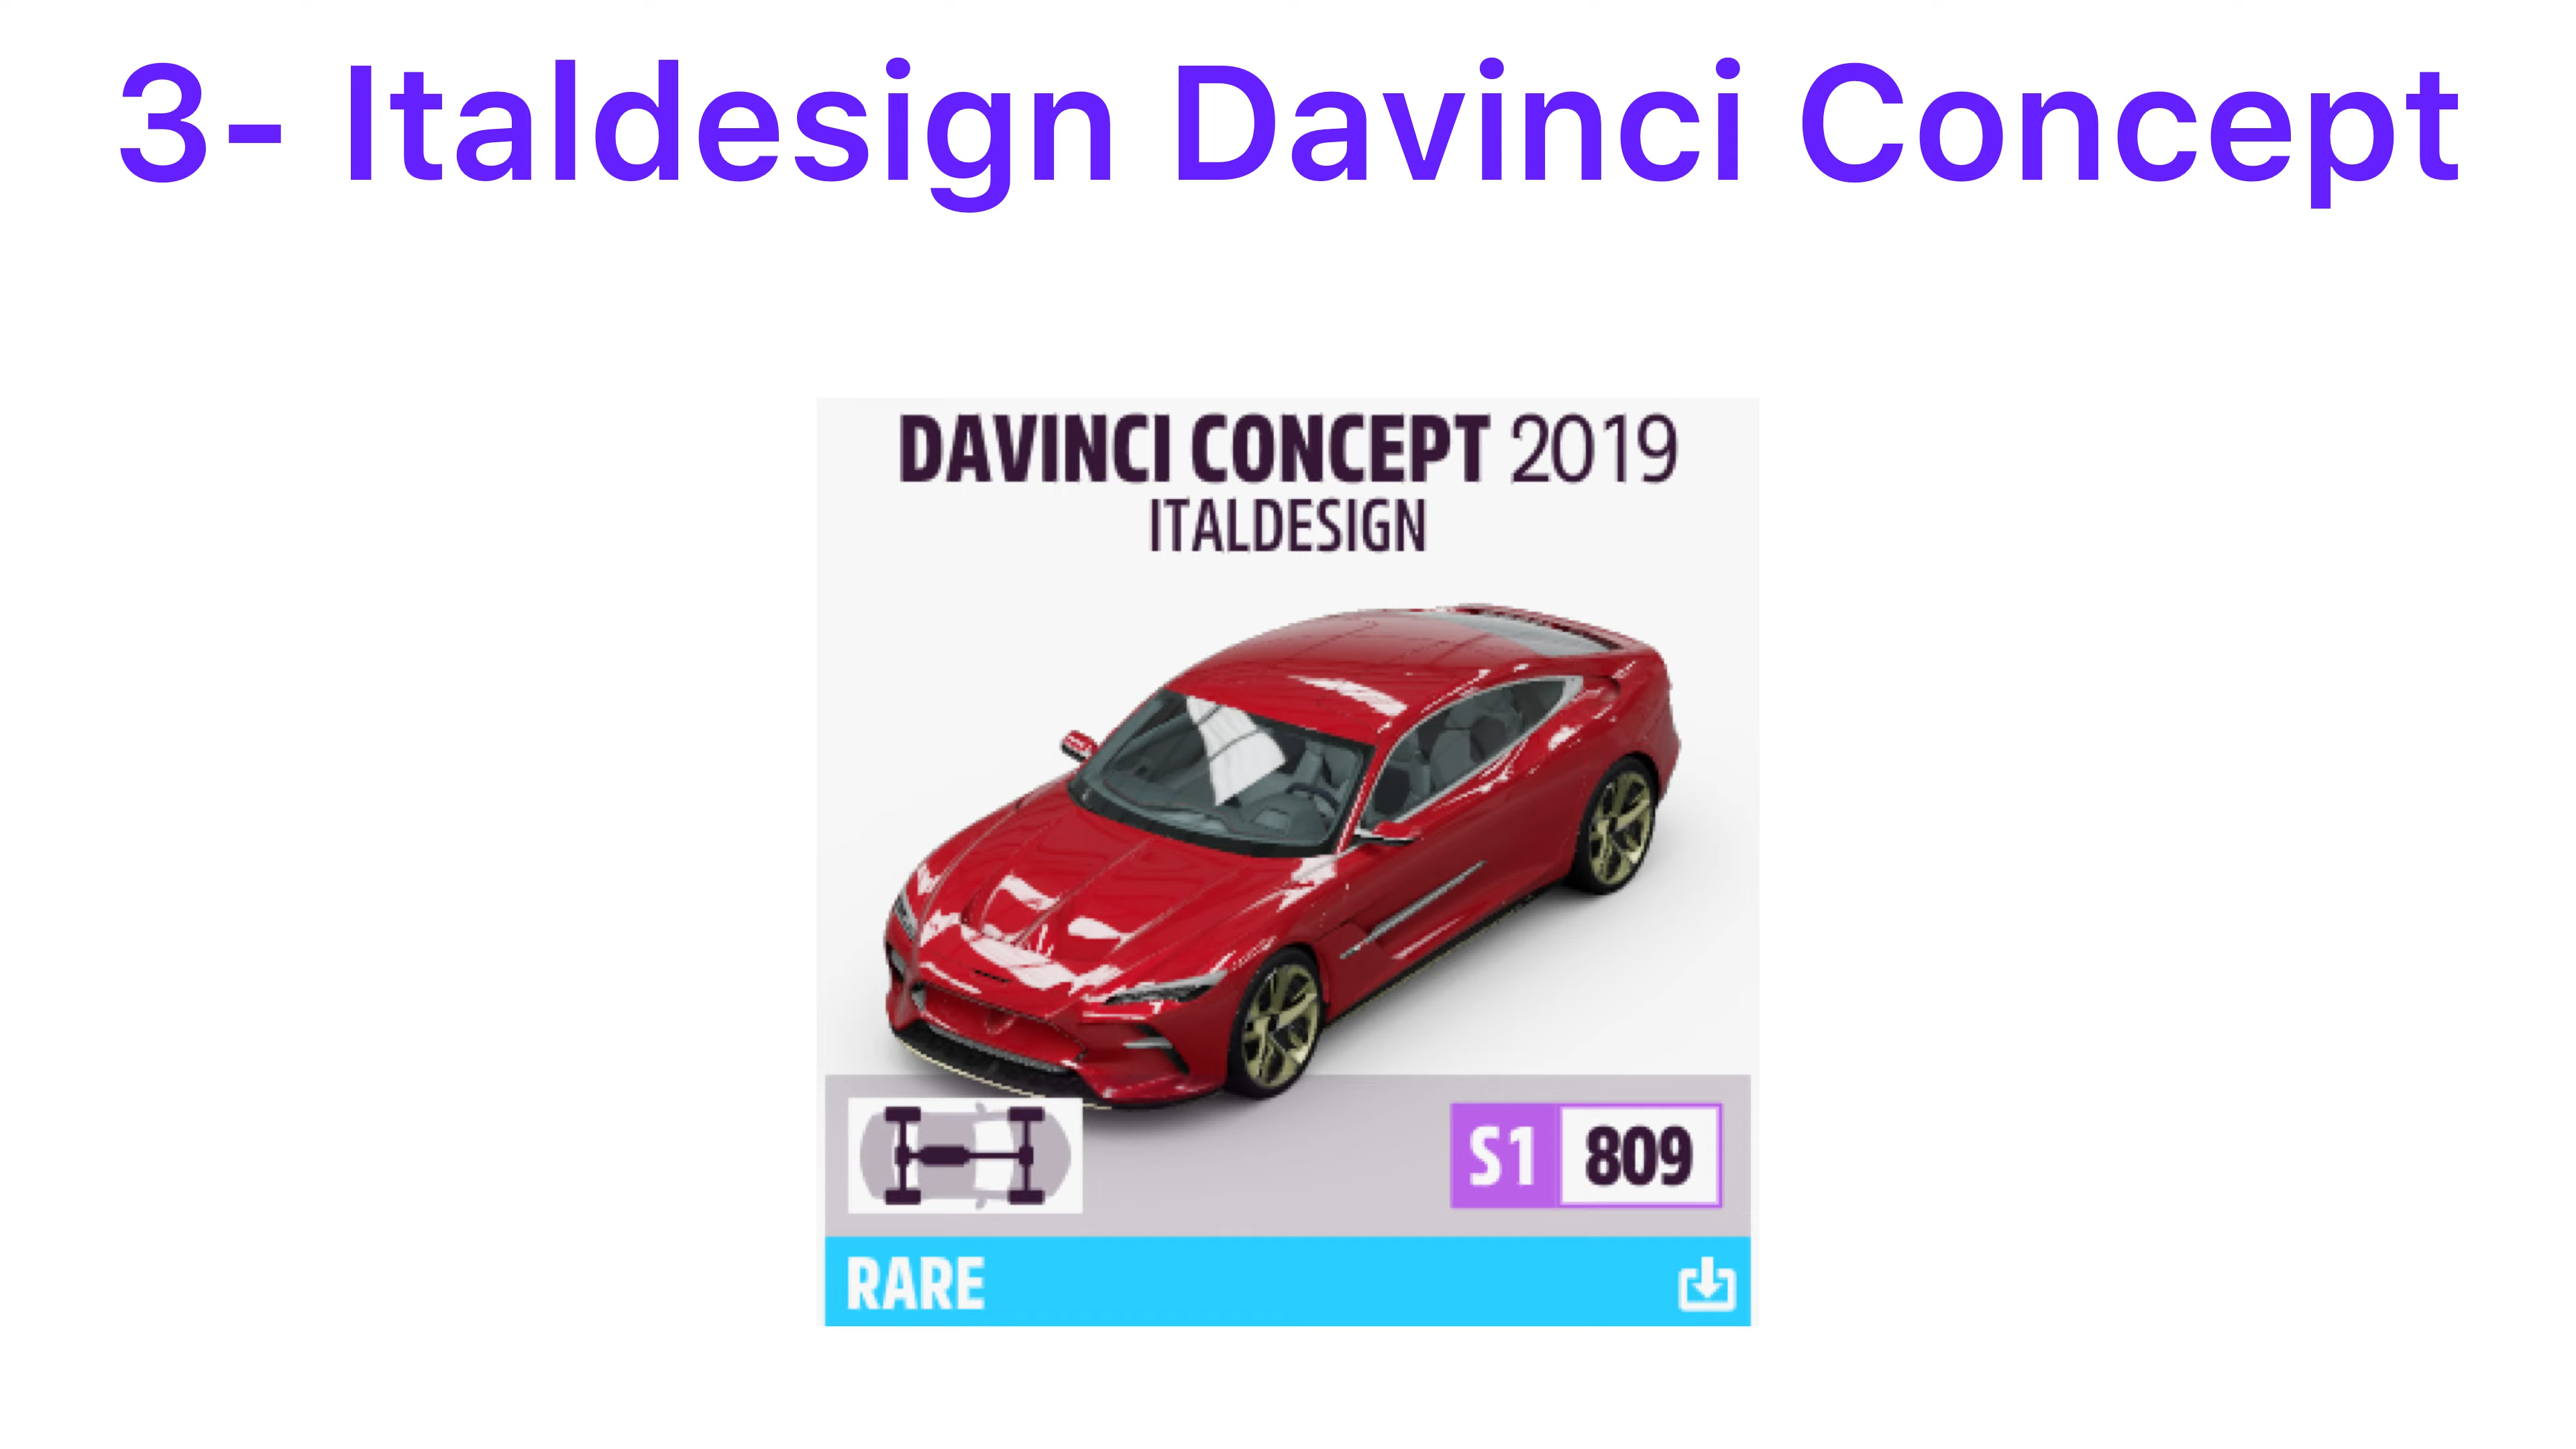 3- Italdesign Davinci Concept
DAVINCI CONCEPT 2019
ITALDESIGN
S1 809
RARE